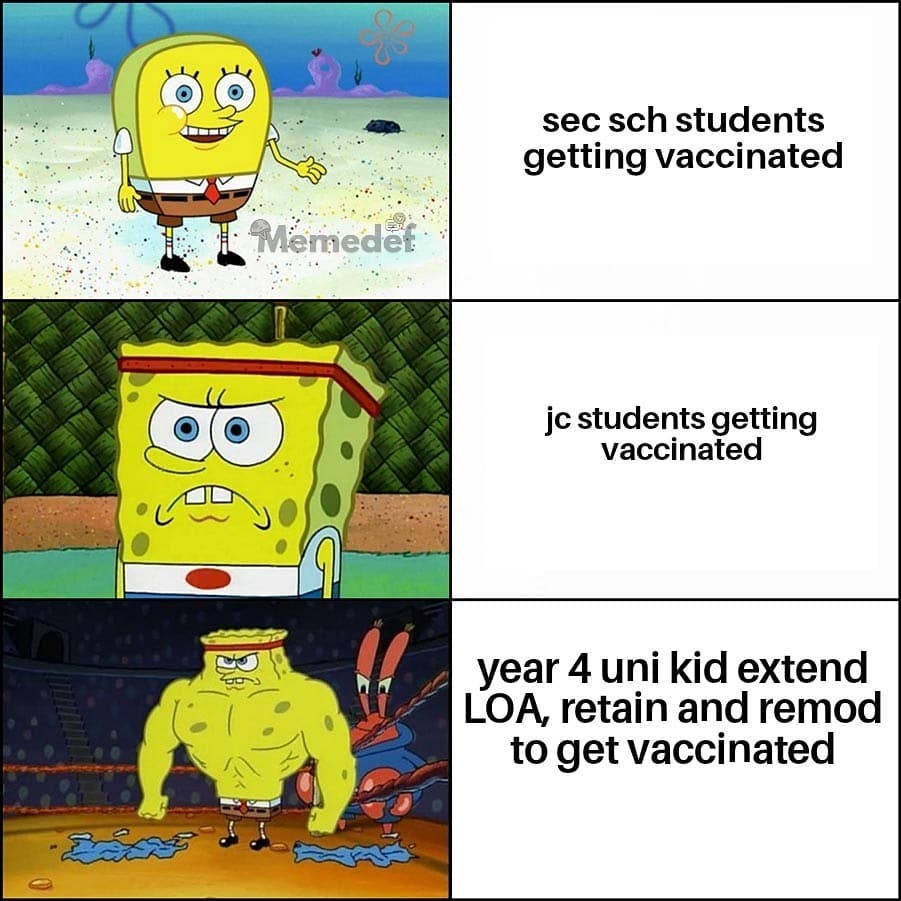 sec sch students
getting vaccinated
Memedef
jc students getting
vaccinated
year 4 uni kid extend
LOA, retain and remod
to get vaccinated